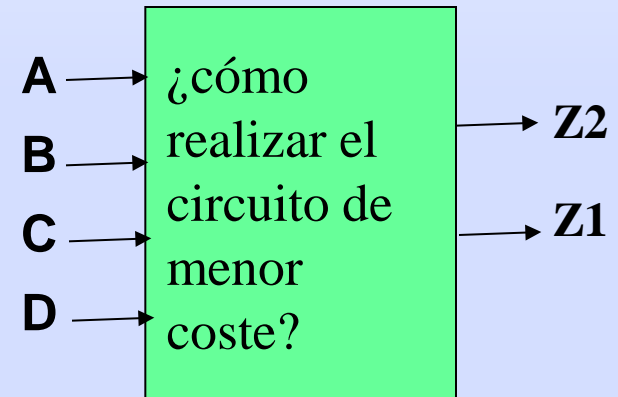 A
B
C
D
¿cómo
realizar el
circuito de
menor
coste?
Z2
Z1